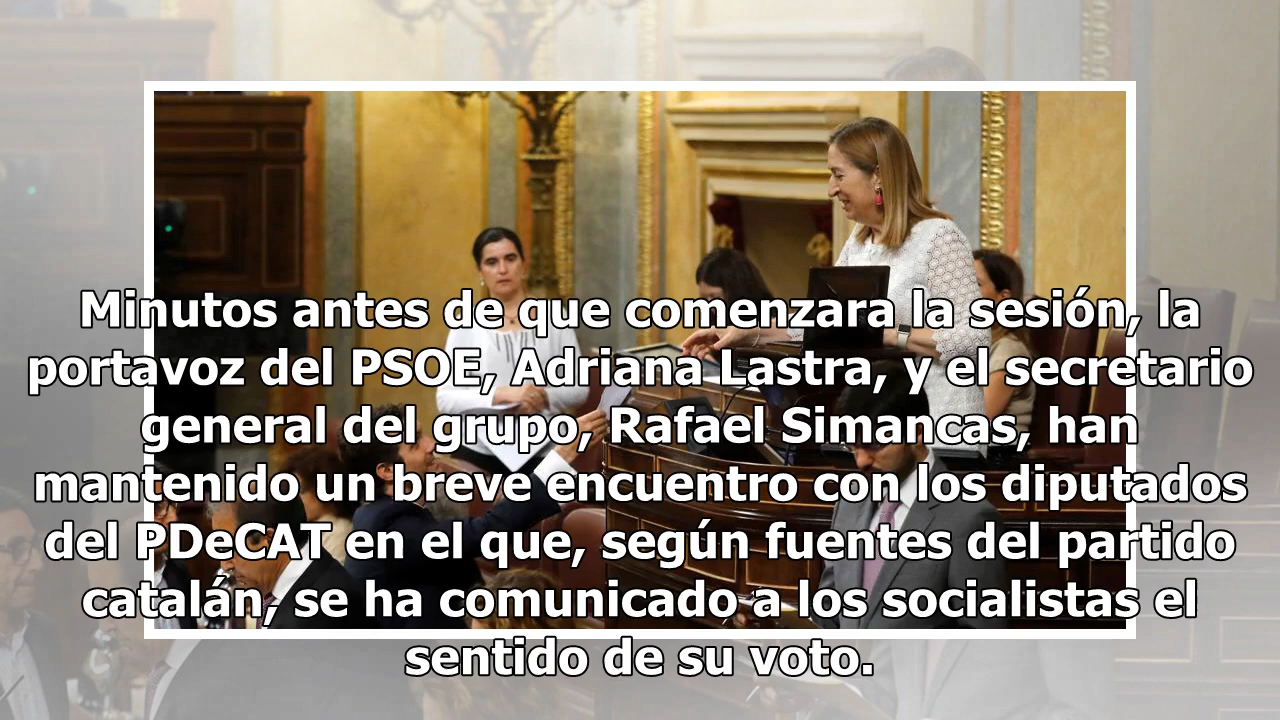 Minutos antes de que comenzara la sesión, la
portavoz del PSOE, Adriana Lastra, y el secretario
general del grupo, Rafael Simancas, han
mantenido un breve encuentro con los diputados
del PDeCAT en el que, según fuentes del partido
catalán, se ha comunicado a los socialistas el
sentido de su voto.